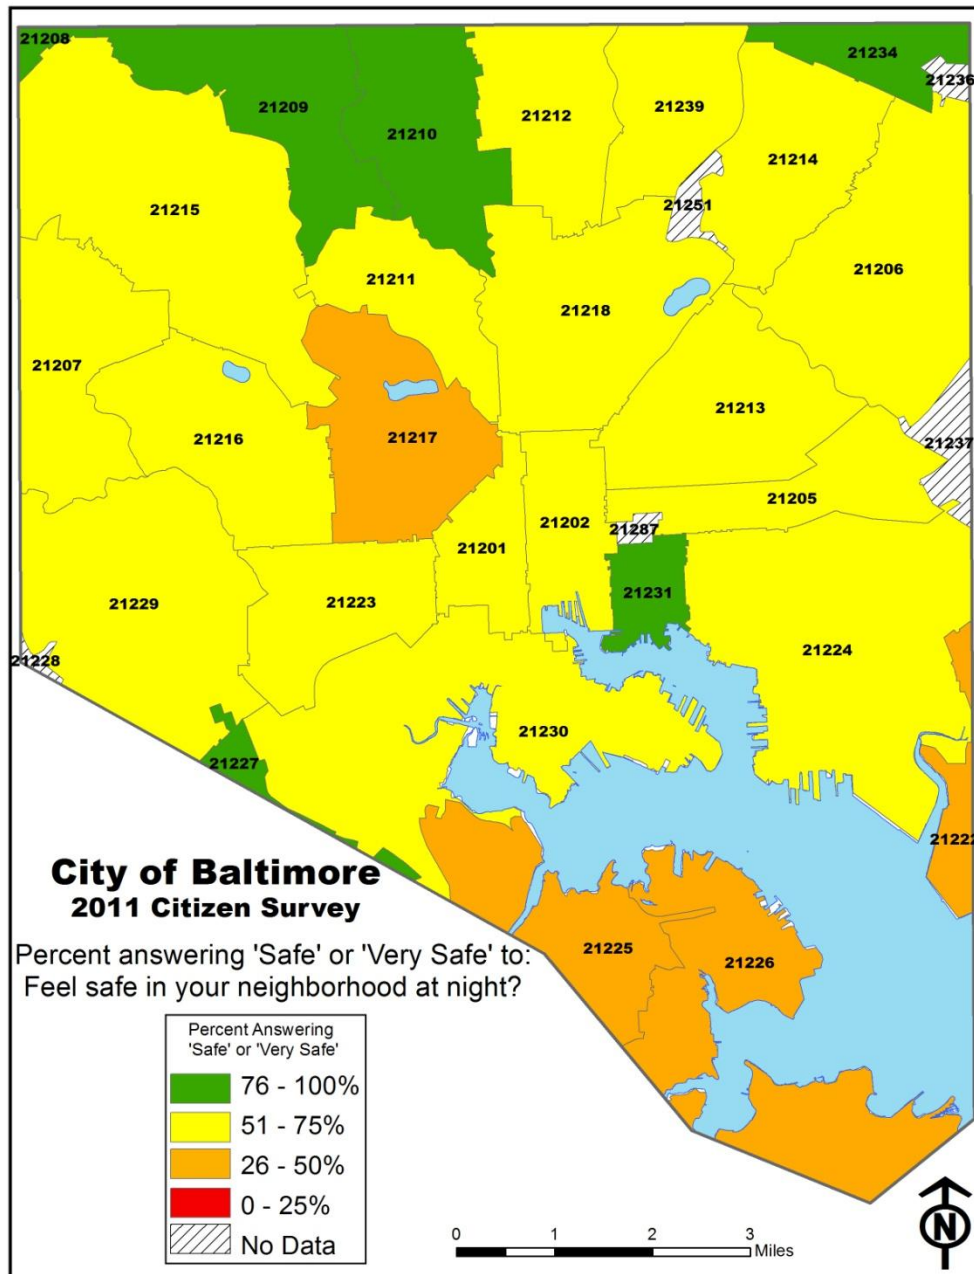 21208
21234
21236
21209
21212
21239
21210
21214
21251
21215
21206
21211
21218
21207
21213
21216
21217
21237
21205
21202
21287
21201
21231
21229
21223
21224
21228
21230
21227
21222
City of Baltimore
2011 Citizen Survey
21225
21226
Percent answering 'Safe' or 'Very Safe' to:
Feel safe in your neighborhood at night?
Percent Answering
'Safe' or 'Very Safe'
76 - 100%
51 - 75%
26 - 50%
0 - 25%
No Data
0 1 2 3
Miles
N